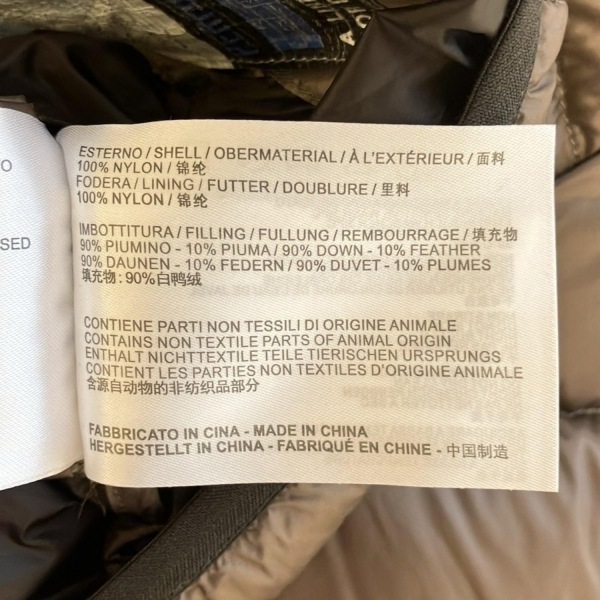 ESTERNO / SHELL / OBERMATERIAL / À L'EXTÉRIEUR / 面料
100% NYLON / 锦纶
FODERA / LINING / FUTTER / DOUBLURE / 里料
100% NYLON / 锦纶
IMBOTTITURA / FILLING / FULLUNG / REMBOURRAGE / 填充物
90% PIUMINO - 10% PIUMA / 90% DOWN - 10% FEATHER
90% DAUNEN - 10% FEDERN / 90% DUVET - 10% PLUMES
填充物: 90%白鸭绒
CONTIENE PARTI NON TESSILI DI ORIGINE ANIMALE
CONTAINS NON TEXTILE PARTS OF ANIMAL ORIGIN
ENTHALT NICHTTEXTILE TEILE TIERISCHEN URSPRUNGS
CONTIENT LES PARTIES NON TEXTILES D'ORIGINE ANIMALE
含源自动物的非纺织品部分
FABBRICATO IN CINA - MADE IN CHINA
HERGESTELLT IN CHINA - FABRIQUÉ EN CHINE - 中国制造